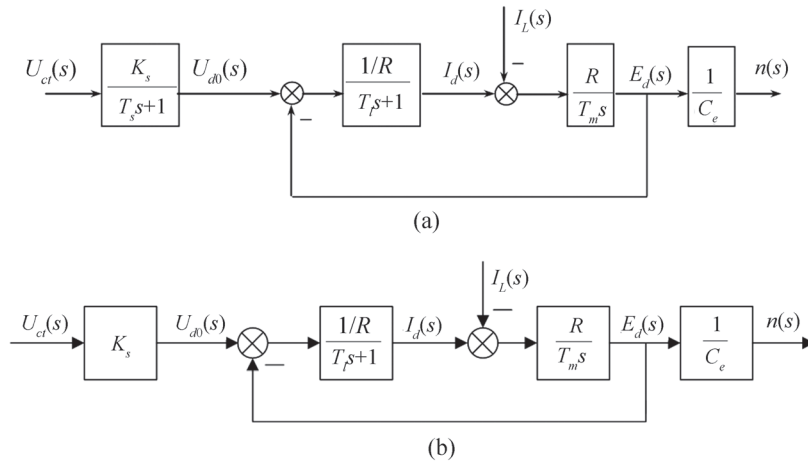 I_L(s)
U_ct(s) K_s/(T_s s+1) U_d0(s) − (1/R)/(T_l s+1) I_d(s) − R/(T_m s) E_d(s) 1/C_e n(s)
(a)
I_L(s)
U_ct(s) K_s U_d0(s) − (1/R)/(T_l s+1) I_d(s) − R/(T_m s) E_d(s) 1/C_e n(s)
(b)